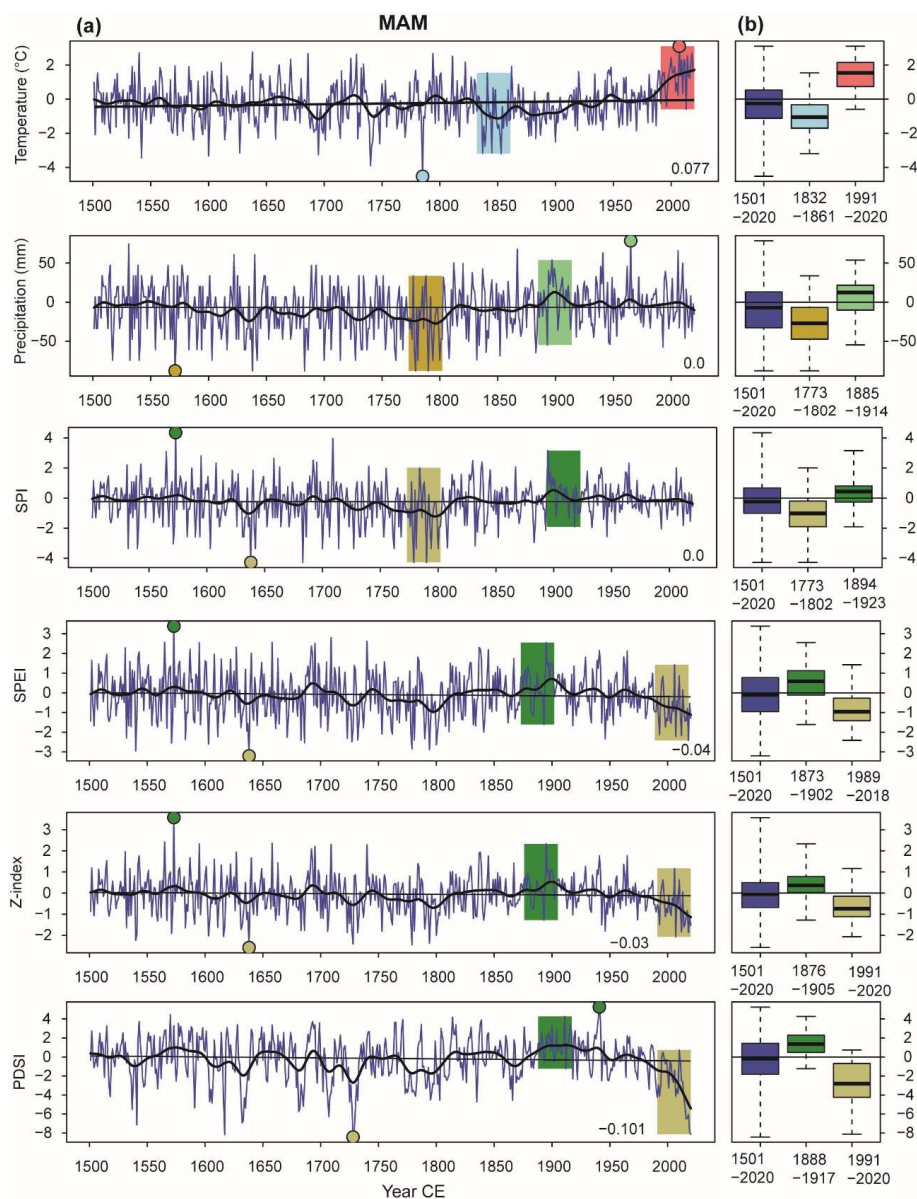 (a) MAM (b)
Temperature (°C)
2
0
−2
−4
0.077
1500 1550 1600 1650 1700 1750 1800 1850 1900 1950 2000
2
0
−2
−4
1501 1832 1991
−2020 −1861 −2020
Precipitation (mm)
50
0
−50
0.0
1500 1550 1600 1650 1700 1750 1800 1850 1900 1950 2000
50
0
−50
1501 1773 1885
−2020 −1802 −1914
SPI
4
2
0
−2
−4
0.0
1500 1550 1600 1650 1700 1750 1800 1850 1900 1950 2000
4
2
0
−2
−4
1501 1773 1894
−2020 −1802 −1923
SPEI
3
2
1
0
−1
−2
−3
−0.04
1500 1550 1600 1650 1700 1750 1800 1850 1900 1950 2000
3
2
1
0
−1
−2
−3
1501 1873 1989
−2020 −1902 −2018
Z-index
3
2
1
0
−1
−2
−0.03
1500 1550 1600 1650 1700 1750 1800 1850 1900 1950 2000
3
2
1
0
−1
−2
1501 1876 1991
−2020 −1905 −2020
PDSI
4
2
0
−2
−4
−6
−8
−0.101
1500 1550 1600 1650 1700 1750 1800 1850 1900 1950 2000
4
2
0
−2
−4
−6
−8
1501 1888 1991
−2020 −1917 −2020
Year CE